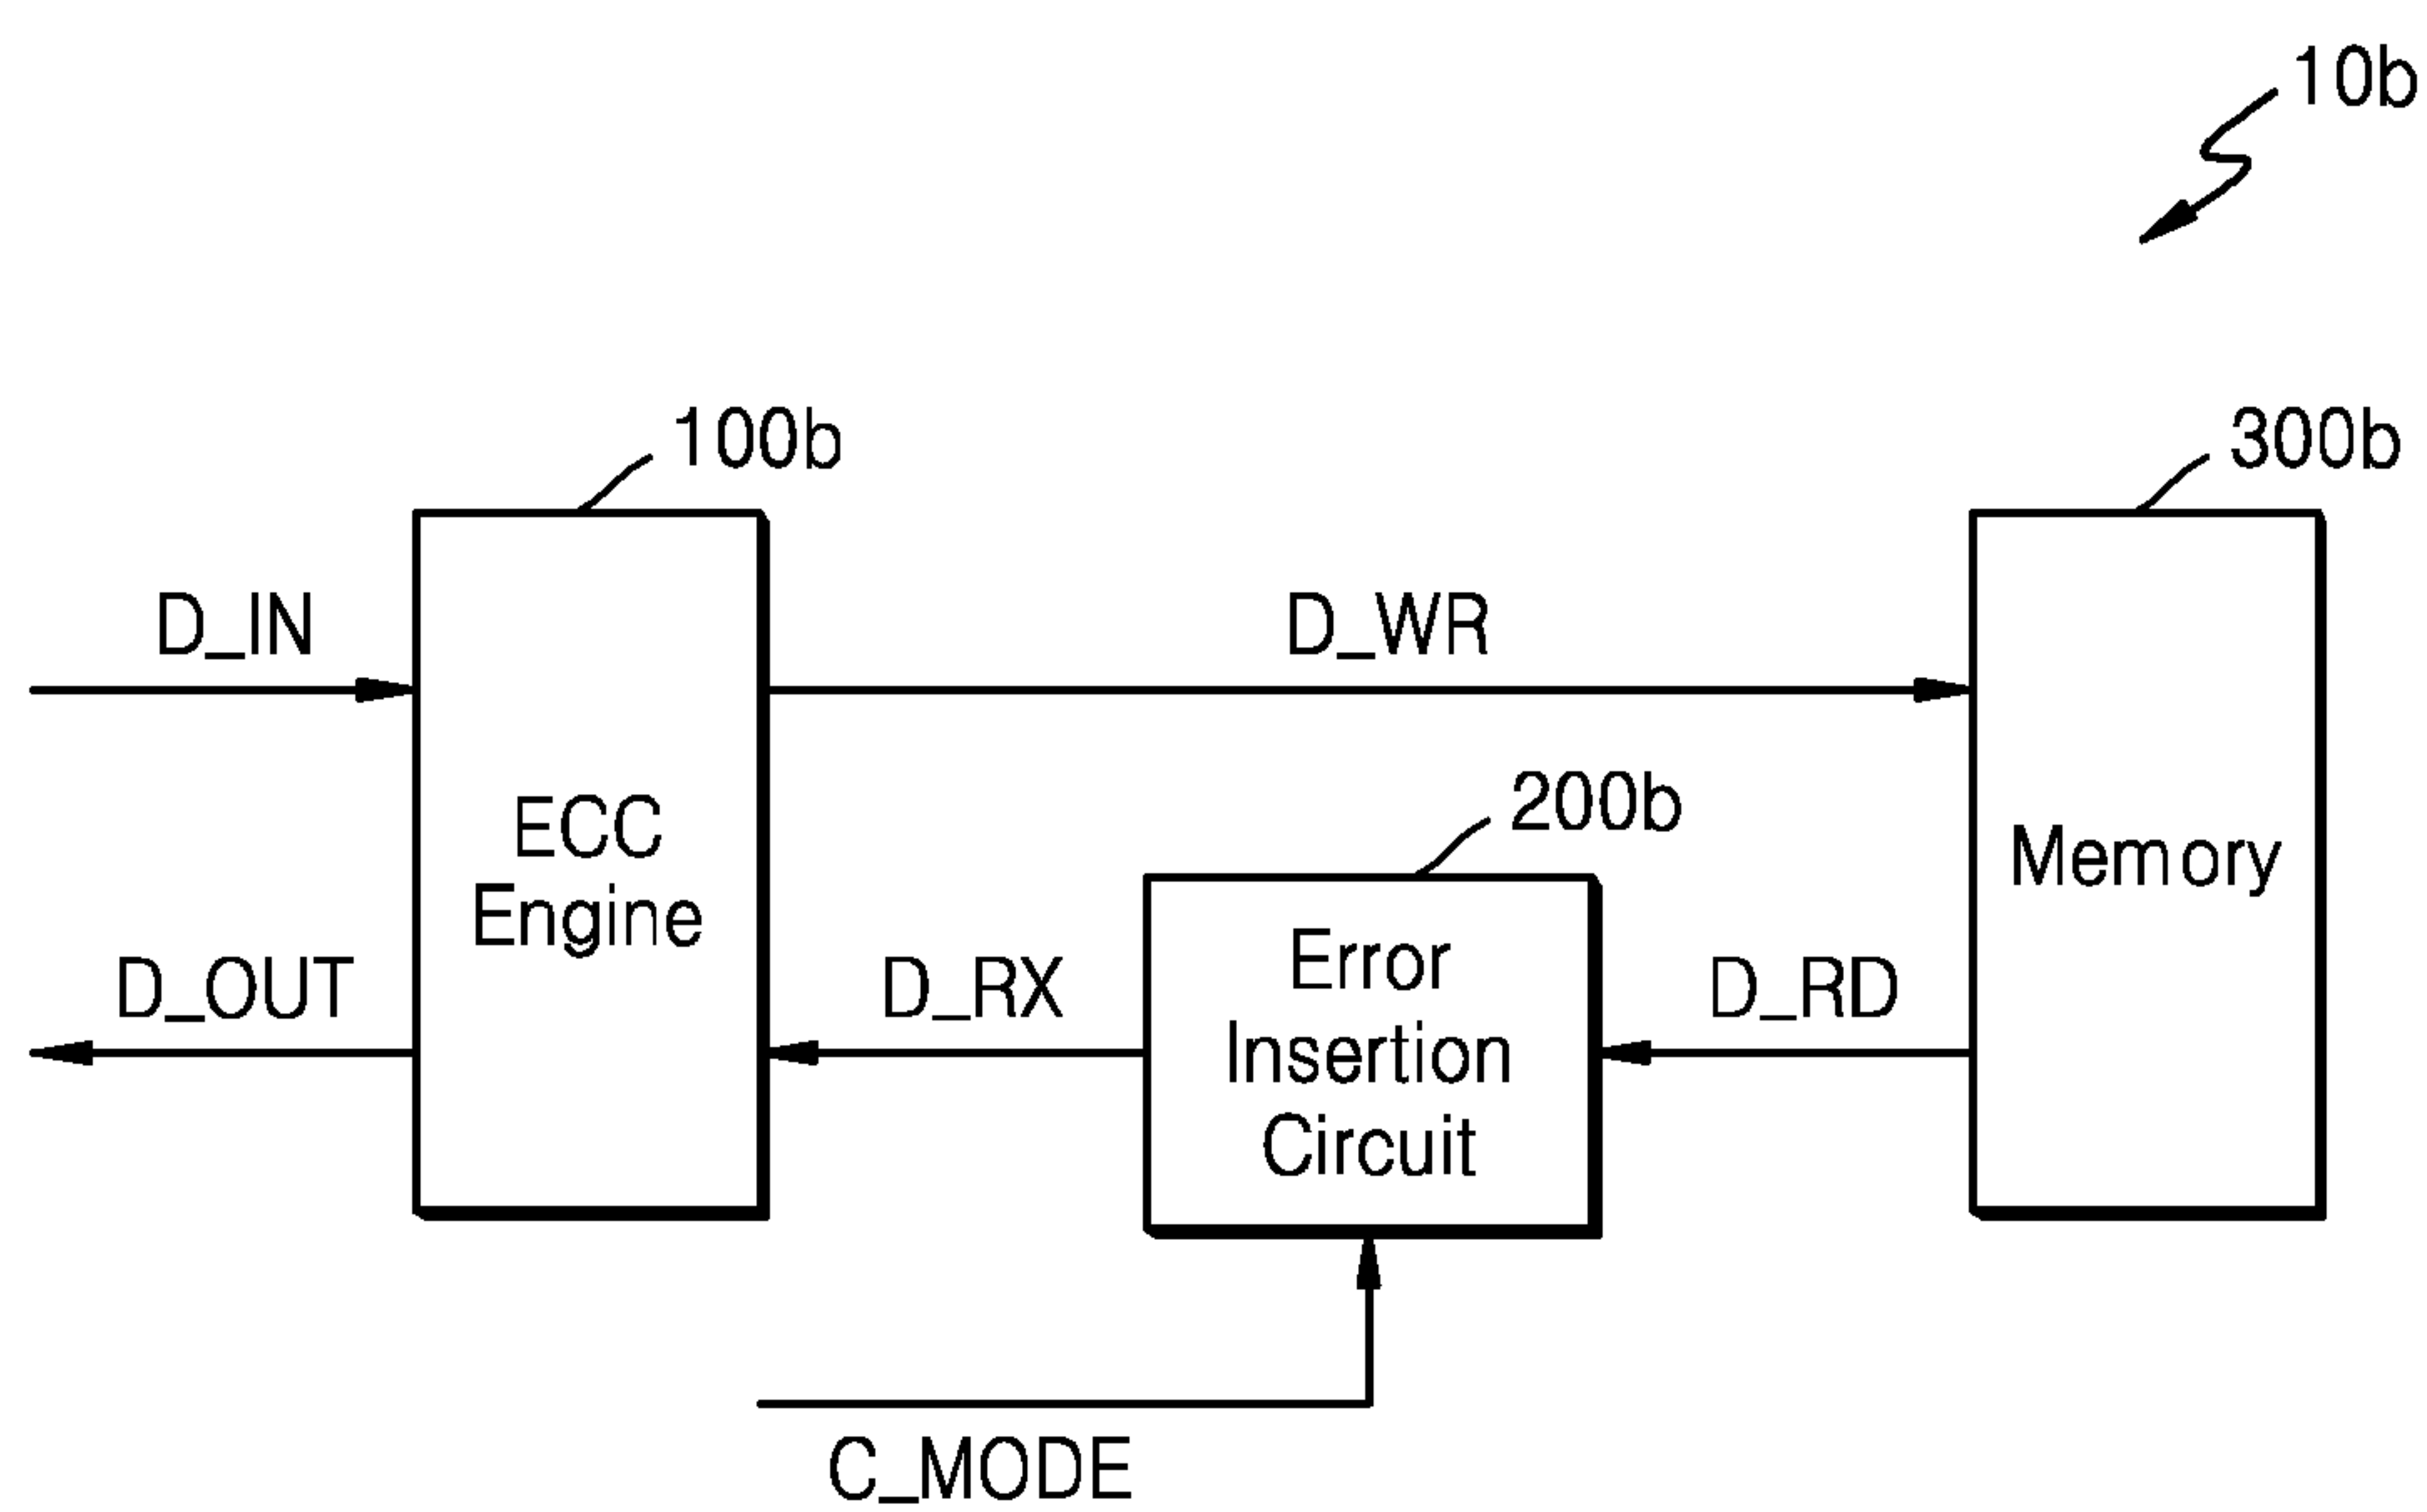 10b
100b
300b
D_IN
D_WR
200b
ECC
Engine
Memory
D_OUT
D_RX
Error
Insertion
Circuit
D_RD
C_MODE